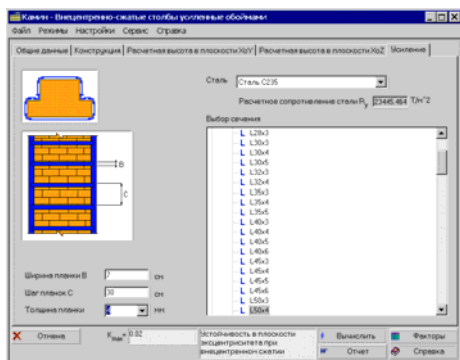 Камин - Внецентренно-сжатые столбы усиленные обоймами
Файл Режимы Настройки Сервис Справка
Общие данные Конструкция Расчетная высота в плоскости XoY Расчетная высота в плоскости XoZ Усиление
Сталь Сталь C235
Расчетное сопротивление стали Ry 23445.464 Т/м^2
Выбор сечения
L28x3
L30x3
L30x4
L30x5
L32x3
L32x4
L35x3
L35x4
L35x5
L40x3
L40x4
L40x5
L40x6
L45x3
L45x4
L45x5
L45x6
L50x3
L50x4
B
C
Ширина планки B 7 см
Шаг планок C 30 см
Толщина планки мм
Отмена
Kmax= 0.82
Устойчивость в плоскости
эксцентриситета при
внецентренном сжатии
Вычислить
Факторы
Отчет
Справка